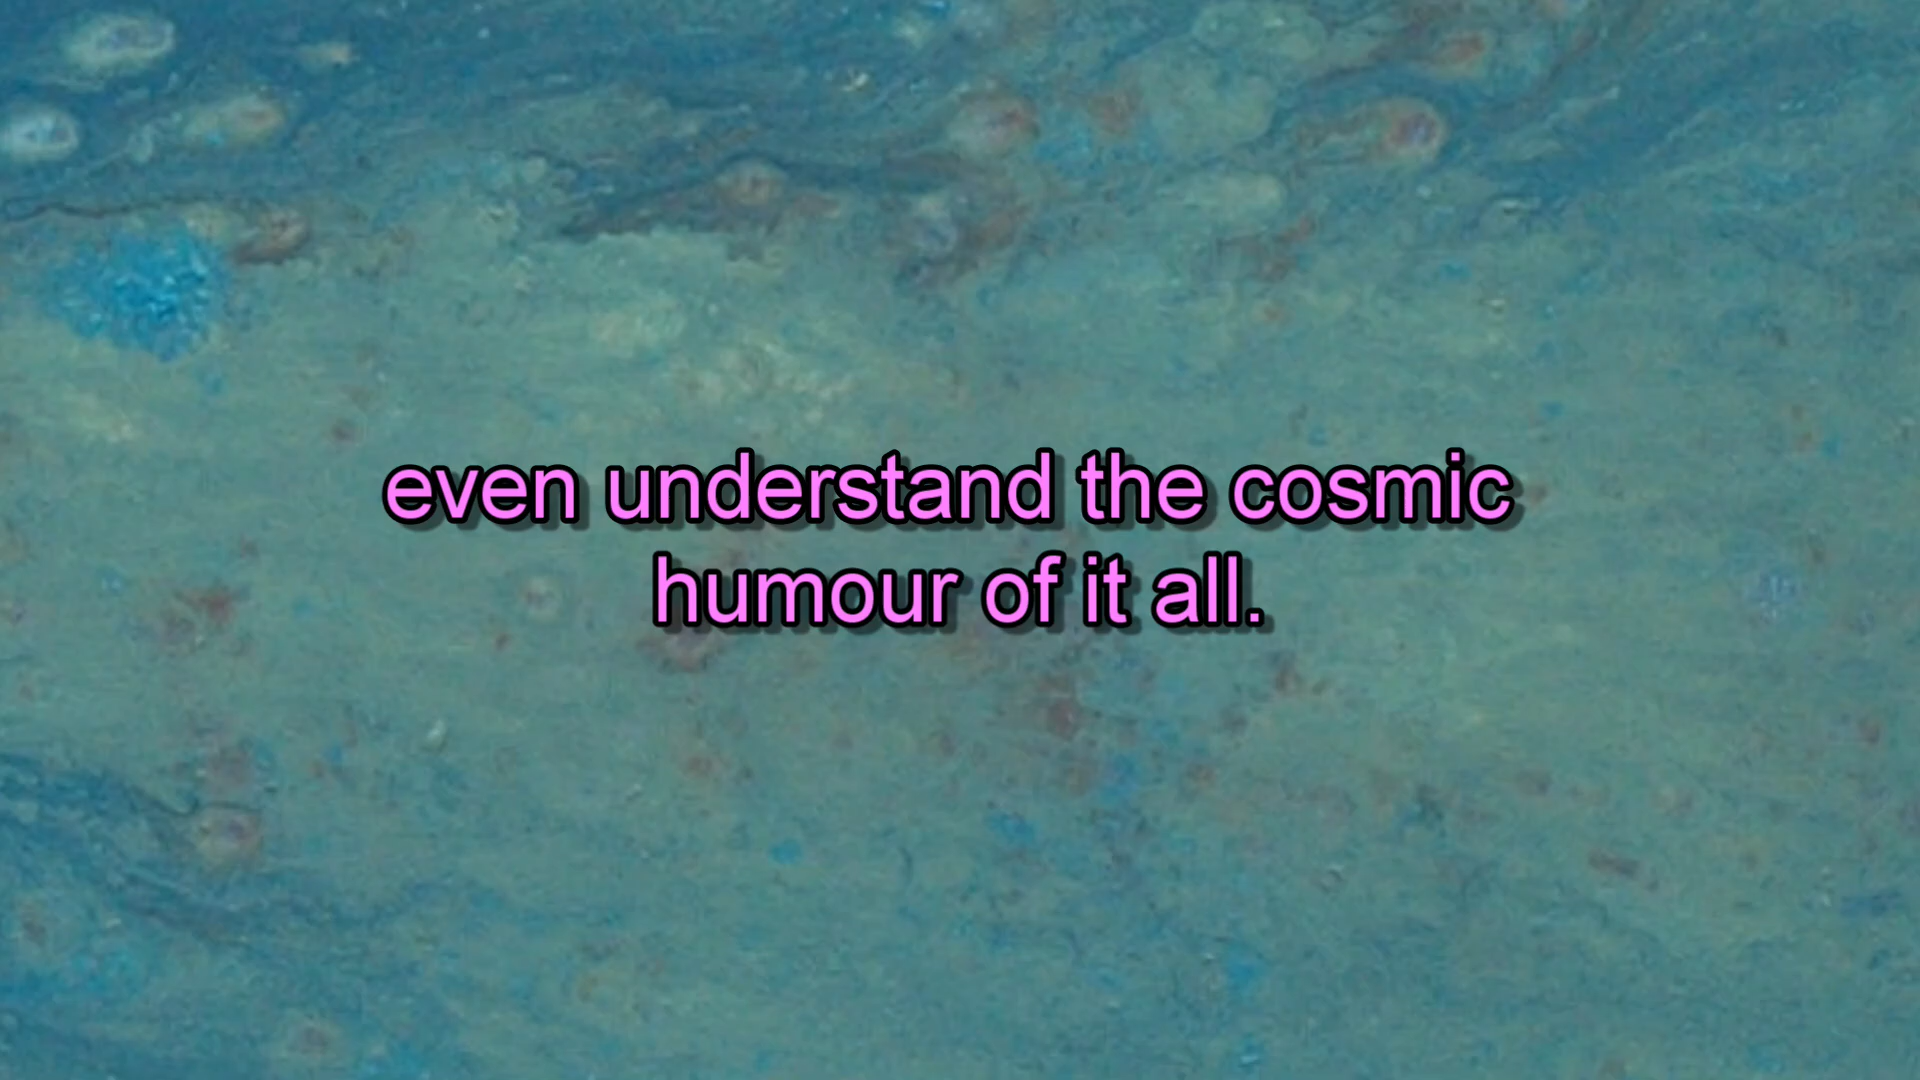 even understand the cosmic
humour of it all.